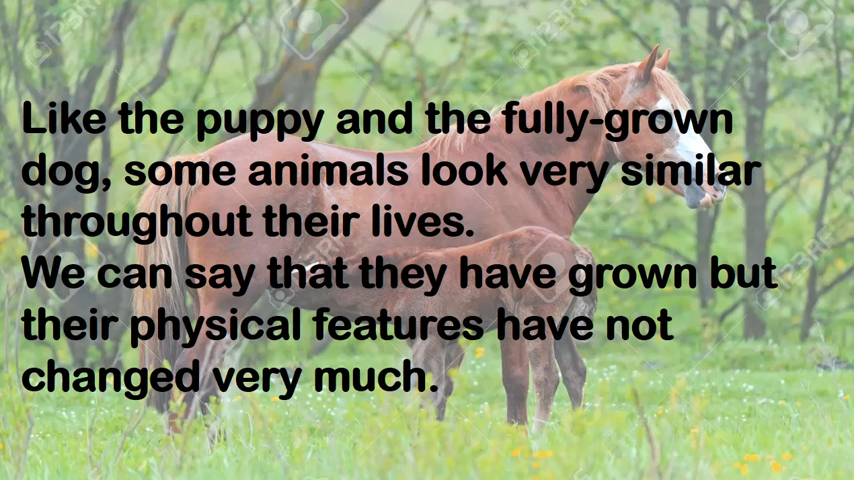 Like the puppy and the fully-grown
dog, some animals look very similar
throughout their lives.
We can say that they have grown but
their physical features have not
changed very much.